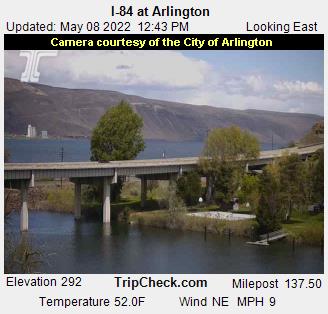 I-84 at Arlington
Updated: May 08 2022 12:43 PM Looking East
Camera courtesy of the City of Arlington
Elevation 292 TripCheck.com Milepost 137.50
Temperature 52.0F Wind NE MPH 9